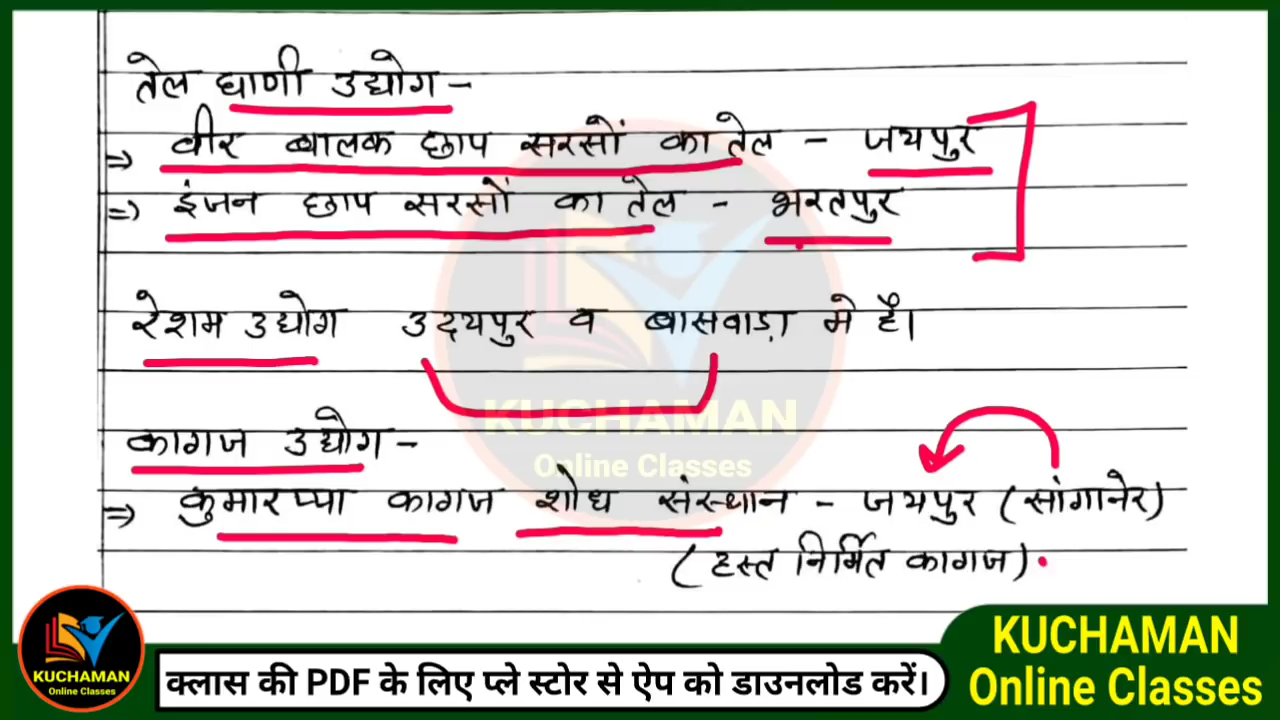 तेल घाणी उद्योग -
⇒ वीर बालक छाप सरसों का तेल - जयपुर
⇒ इंजन छाप सरसों का तेल - भरतपुर
रेशम उद्योग उदयपुर व बासवाड़ा मे है।
कागज उद्योग -
⇒ कुमारप्पा कागज शोध संस्थान - जयपुर (सांगानेर)
(हस्त निर्मित कागज)
KUCHAMAN
Online Classes
KUCHAMAN
Online Classes
क्लास की PDF के लिए प्ले स्टोर से ऐप को डाउनलोड करें।
KUCHAMAN
Online Classes